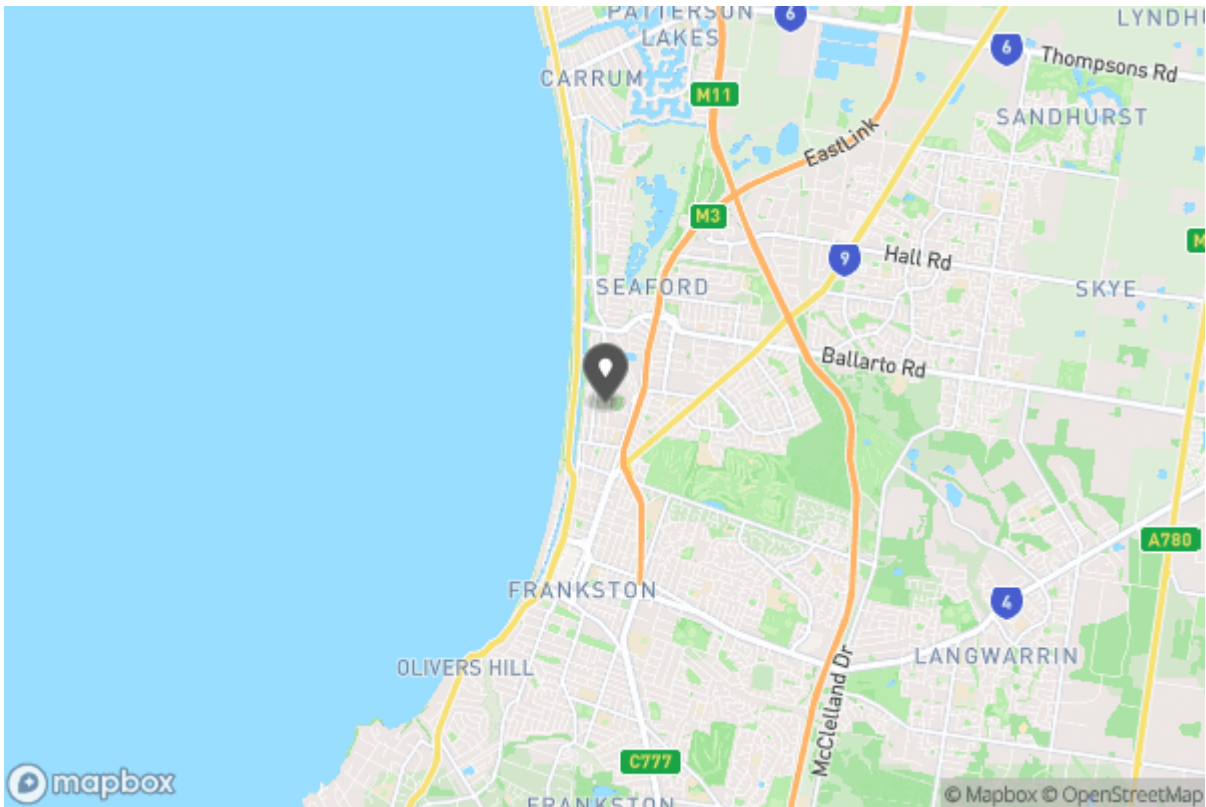 PATTERSON
LAKES
6
LYNDHU
6
Thompsons Rd
CARRUM
M11
SANDHURST
EastLink
M3
9
Hall Rd
SEAFORD
SKYE
M
Ballarto Rd
A780
FRANKSTON
4
OLIVERS HILL
LANGWARRIN
McClelland Dr
C777
mapbox
© Mapbox © OpenStreetMap
FRANKSTON